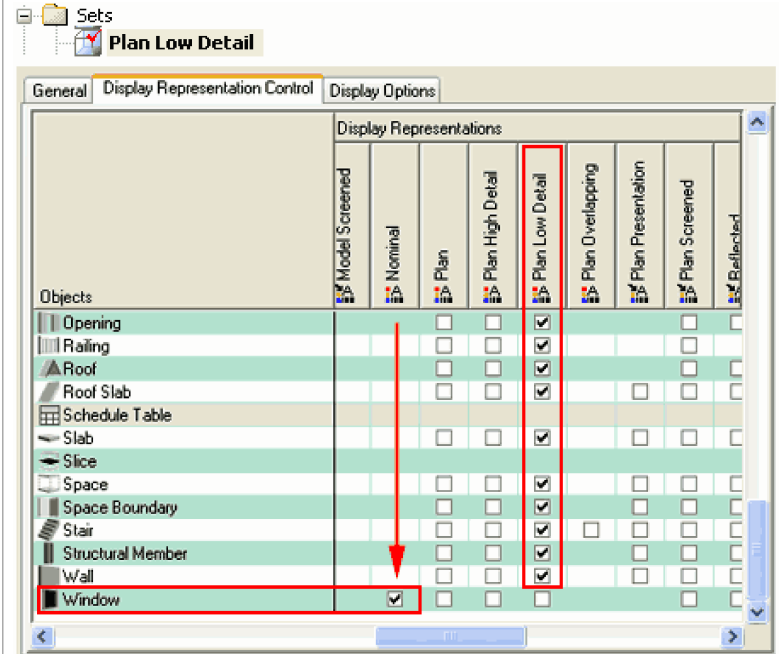 Sets
Plan Low Detail
General Display Representation Control Display Options
Display Representations
Objects
Model Screened
Nominal
Plan
Plan High Detail
Plan Low Detail
Plan Overlapping
Plan Presentation
Plan Screened
Reflected
Opening
Railing
Roof
Roof Slab
Schedule Table
Slab
Slice
Space
Space Boundary
Stair
Structural Member
Wall
Window